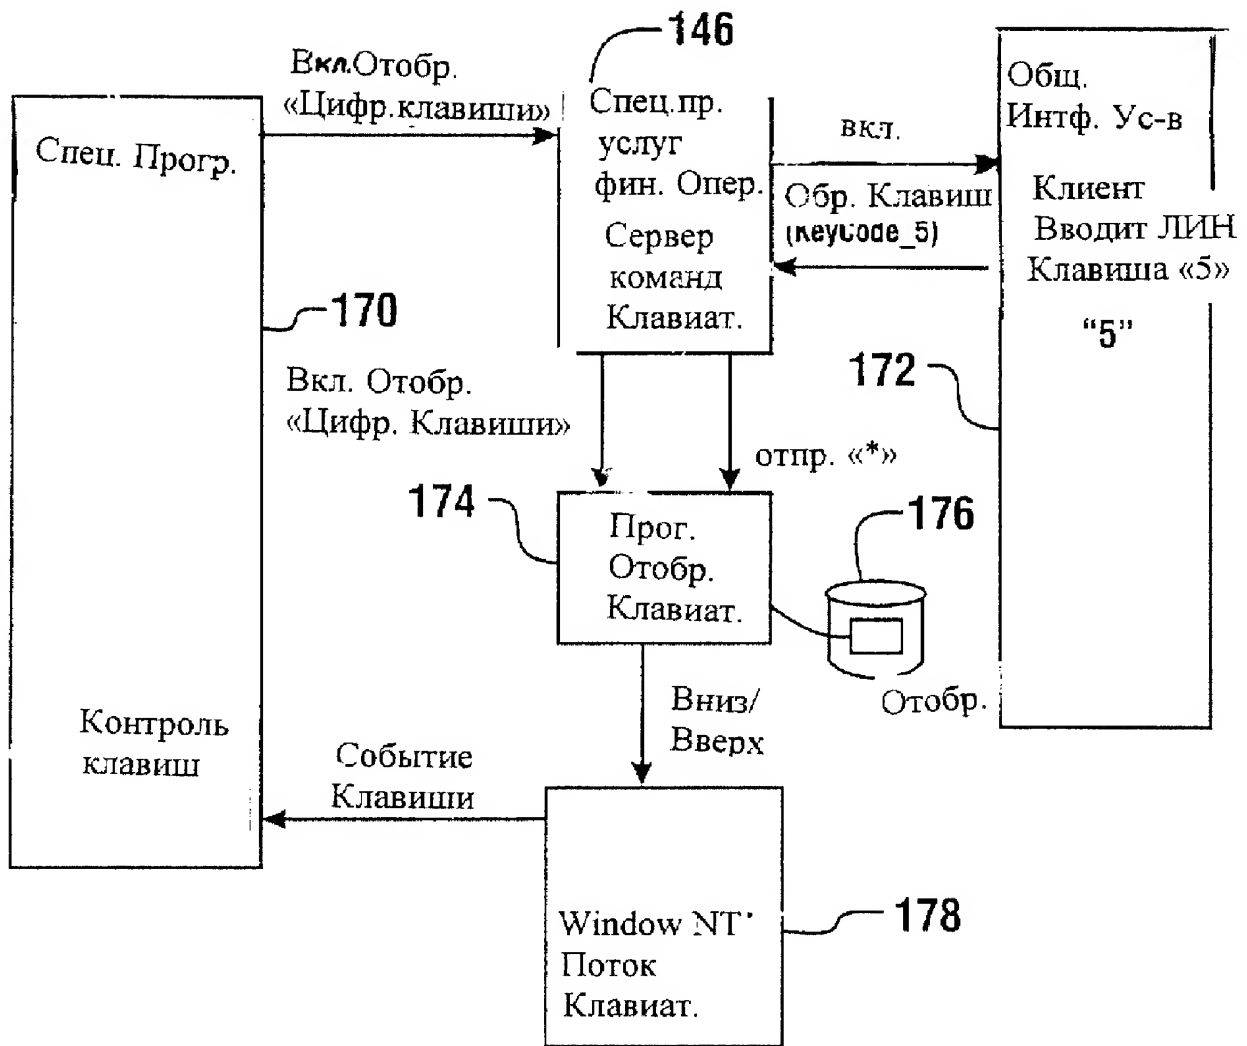 146
Вкл.Отобр.
«Цифр.клавиши»
Спец. Прогр.
Спец.пр.
услуг
фин. Опер.
Сервер
команд
Клавиат.
вкл.
Обр. Клавиш
(KeyCode_5)
Общ.
Интф. Ус-в
Клиент
Вводит ЛИН
Клавиша «5»
“5”
170
172
Вкл. Отобр.
«Цифр. Клавиши»
отпр. «*»
174
Прог.
Отобр.
Клавиат.
176
Отобр.
Вниз/
Вверх
Контроль
клавиш
Событие
Клавиши
Window NT
Поток
Клавиат.
178